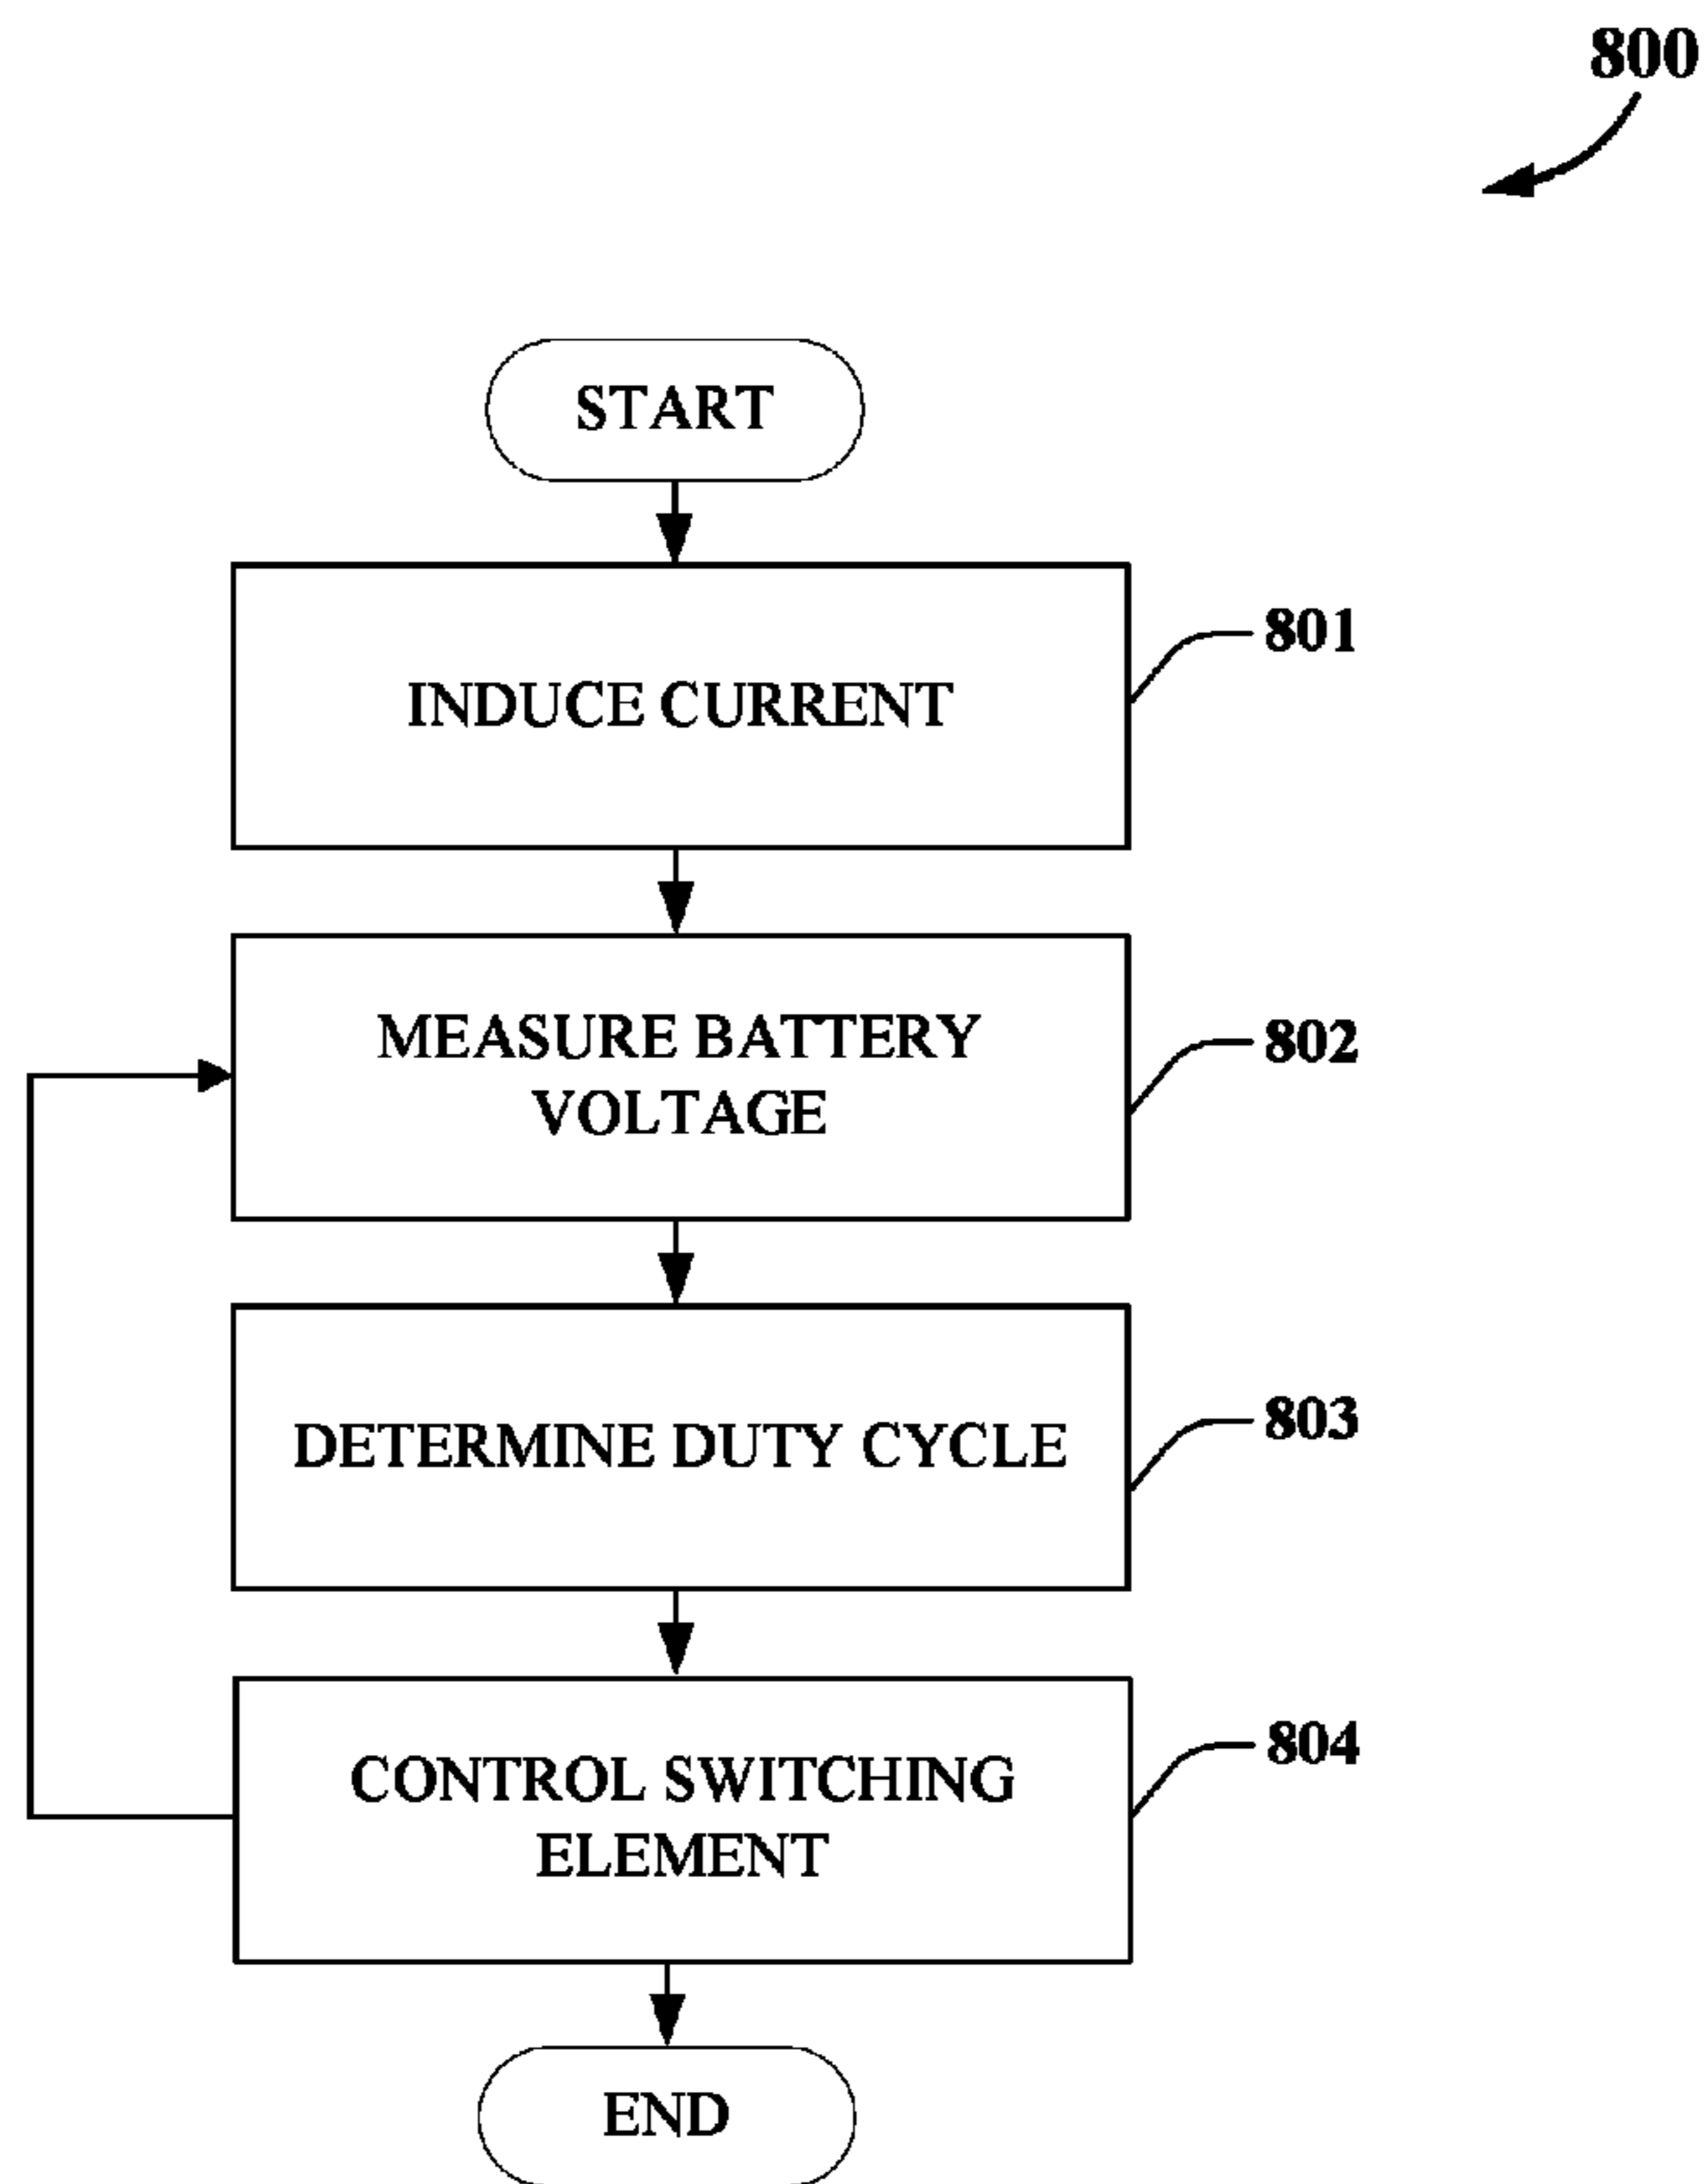 800
START
INDUCE CURRENT
801
MEASURE BATTERY
VOLTAGE
802
DETERMINE DUTY CYCLE
803
CONTROL SWITCHING
ELEMENT
804
END